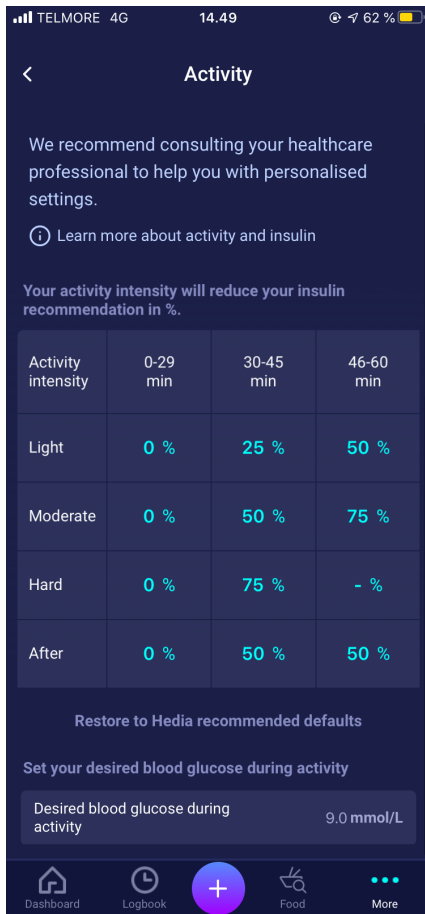 TELMORE 4G 14.49 62 %
Activity
We recommend consulting your healthcare
professional to help you with personalised
settings.
Learn more about activity and insulin
Your activity intensity will reduce your insulin
recommendation in %.
Activity intensity 0-29 min 30-45 min 46-60 min
Light 0 % 25 % 50 %
Moderate 0 % 50 % 75 %
Hard 0 % 75 % - %
After 0 % 50 % 50 %
Restore to Hedia recommended defaults
Set your desired blood glucose during activity
Desired blood glucose during
activity
9.0 mmol/L
Dashboard Logbook + Food More